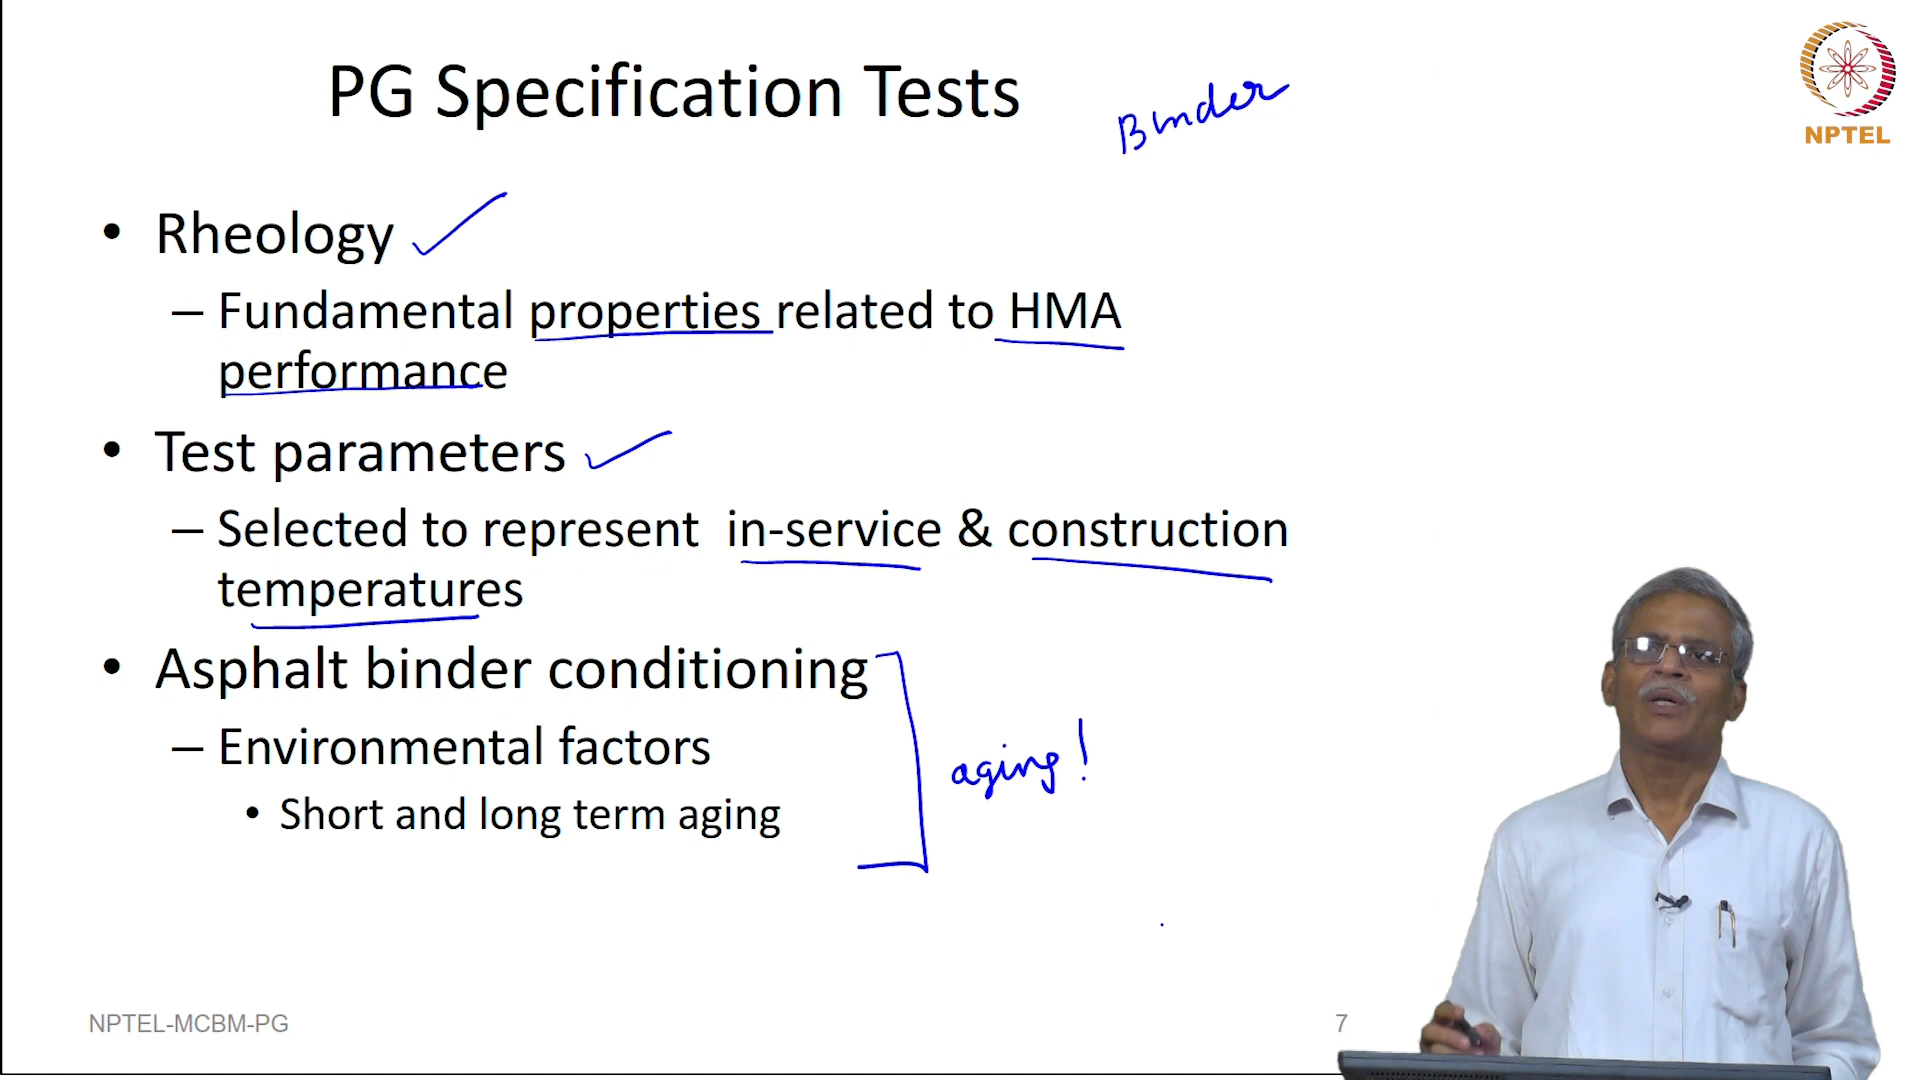 PG Specification Tests
Binder
NPTEL
• Rheology
– Fundamental properties related to HMA
performance
• Test parameters
– Selected to represent in-service & construction
temperatures
• Asphalt binder conditioning
– Environmental factors
aging!
• Short and long term aging
NPTEL-MCBM-PG
7